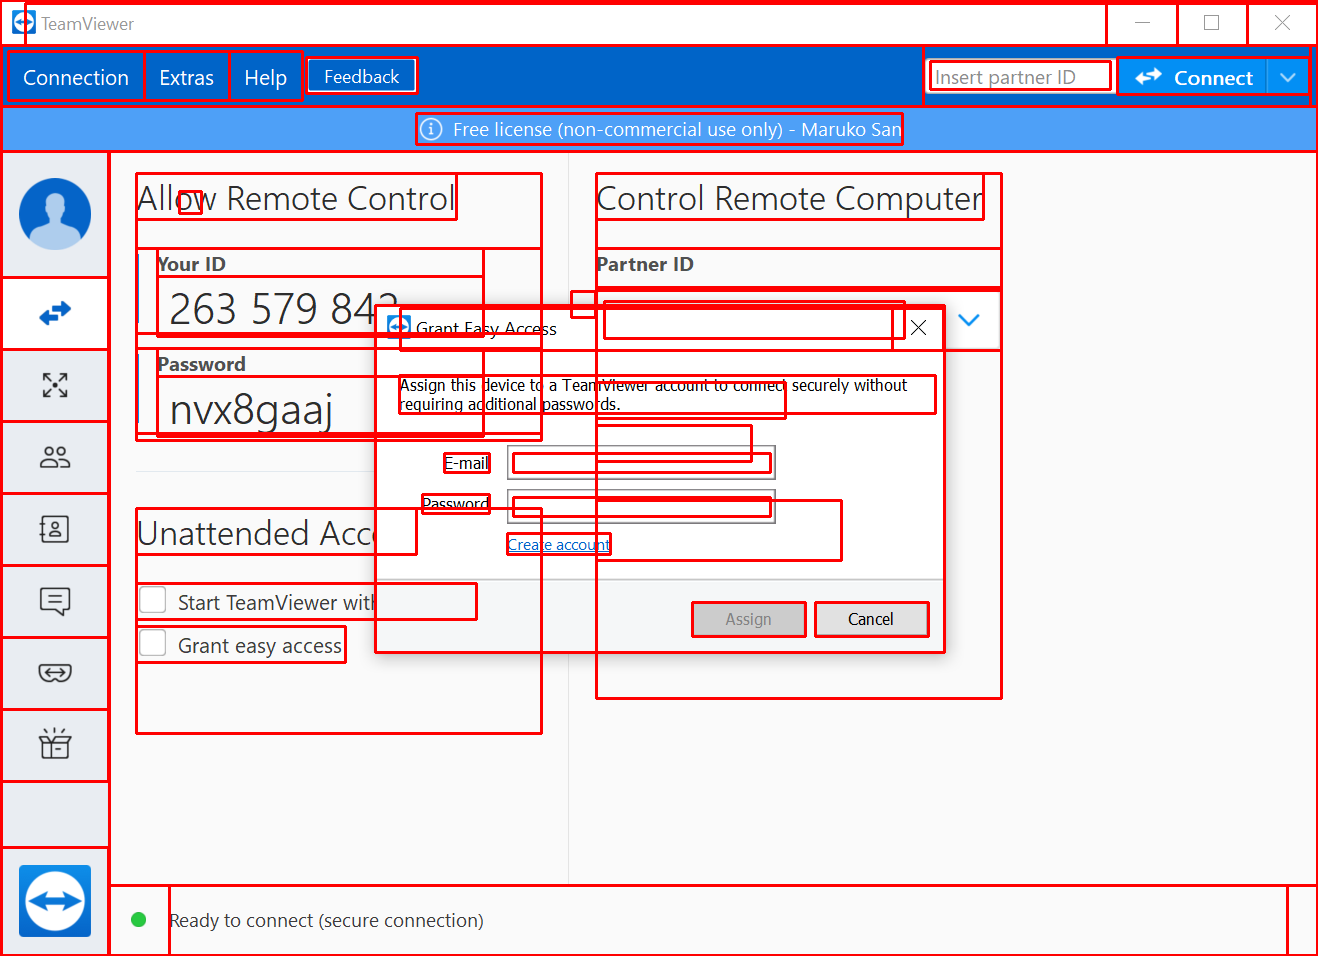 TeamViewer
Connection Extras Help Feedback
Insert partner ID Connect
Free license (non-commercial use only) - Maruko San
Allow Remote Control
Control Remote Computer
Your ID
Partner ID
263 579 842
Grant Easy Access
Password
nvx8gaaj
Assign this device to a TeamViewer account to connect securely without
requiring additional passwords.
E-mail
Password
Create account
Unattended
Start TeamViewer
Grant easy access
Assign Cancel
Ready to connect (secure connection)